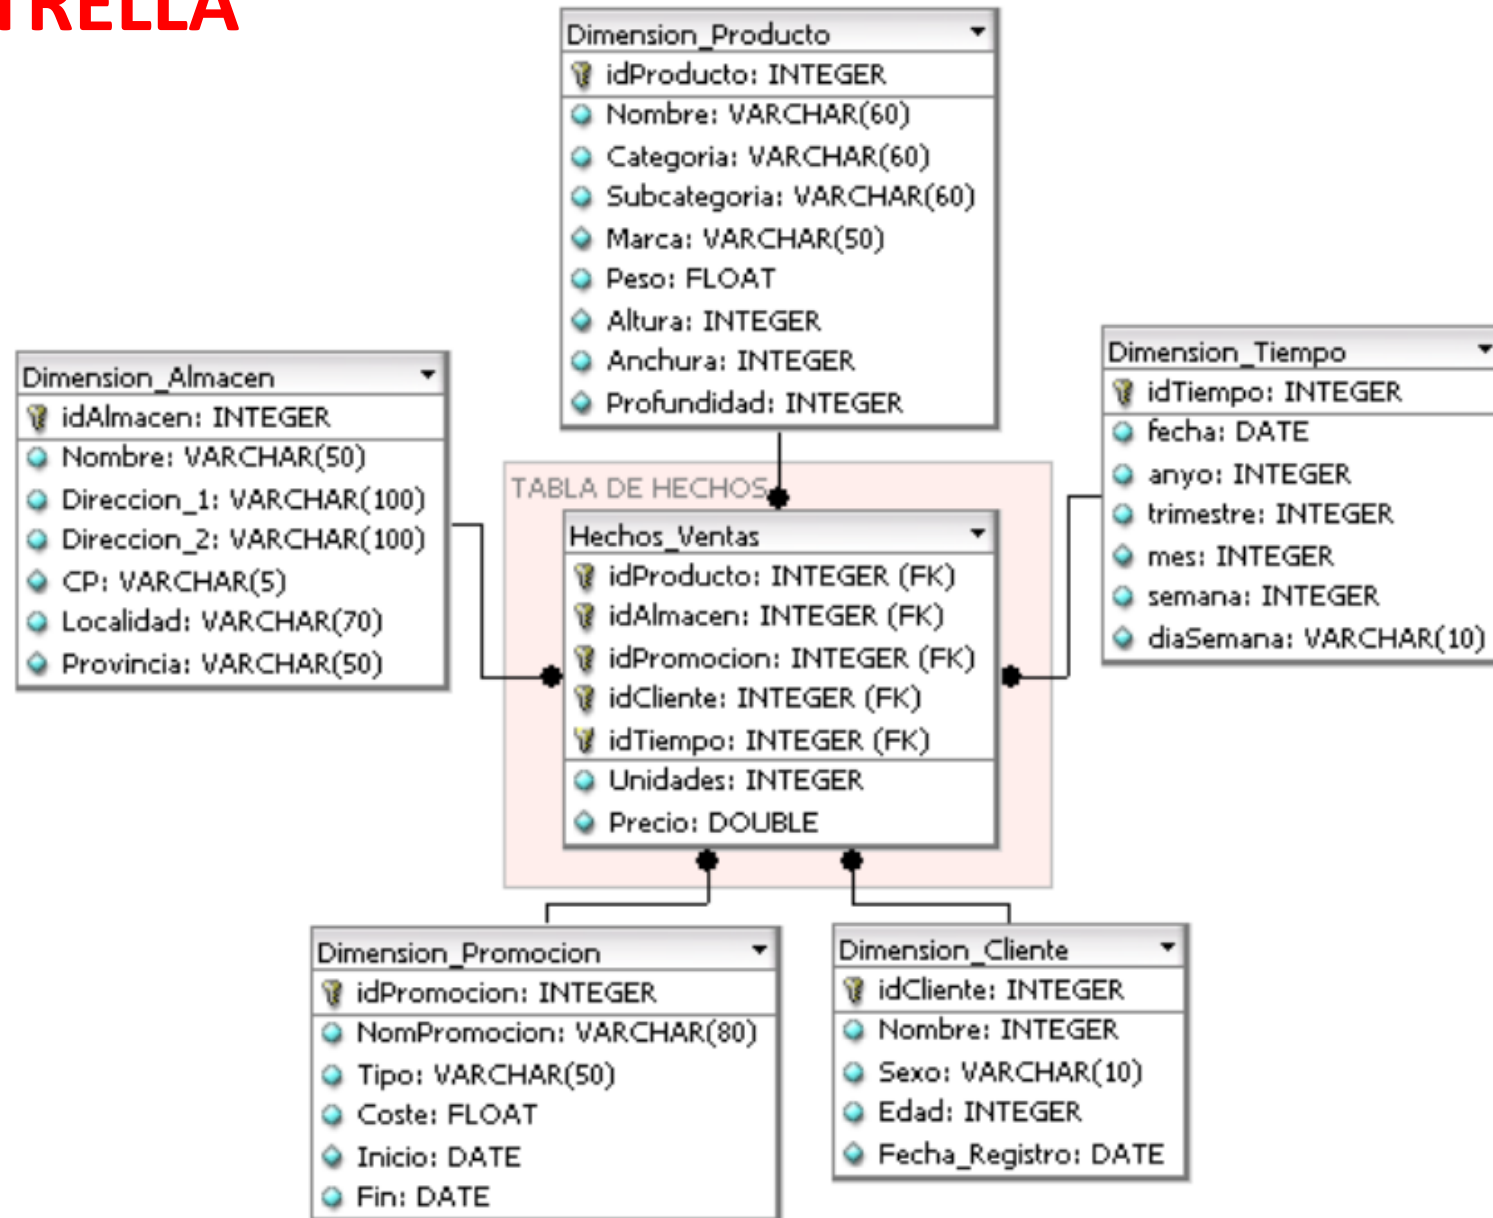 TRELLA
Dimension_Producto
idProducto: INTEGER
Nombre: VARCHAR(60)
Categoria: VARCHAR(60)
Subcategoria: VARCHAR(60)
Marca: VARCHAR(50)
Peso: FLOAT
Altura: INTEGER
Anchura: INTEGER
Profundidad: INTEGER
Dimension_Almacen
idAlmacen: INTEGER
Nombre: VARCHAR(50)
Direccion_1: VARCHAR(100)
Direccion_2: VARCHAR(100)
CP: VARCHAR(5)
Localidad: VARCHAR(70)
Provincia: VARCHAR(50)
Dimension_Tiempo
idTiempo: INTEGER
fecha: DATE
anyo: INTEGER
trimestre: INTEGER
mes: INTEGER
semana: INTEGER
diaSemana: VARCHAR(10)
TABLA DE HECHOS
Hechos_Ventas
idProducto: INTEGER (FK)
idAlmacen: INTEGER (FK)
idPromocion: INTEGER (FK)
idCliente: INTEGER (FK)
idTiempo: INTEGER (FK)
Unidades: INTEGER
Precio: DOUBLE
Dimension_Promocion
idPromocion: INTEGER
NomPromocion: VARCHAR(80)
Tipo: VARCHAR(50)
Coste: FLOAT
Inicio: DATE
Fin: DATE
Dimension_Cliente
idCliente: INTEGER
Nombre: INTEGER
Sexo: VARCHAR(10)
Edad: INTEGER
Fecha_Registro: DATE